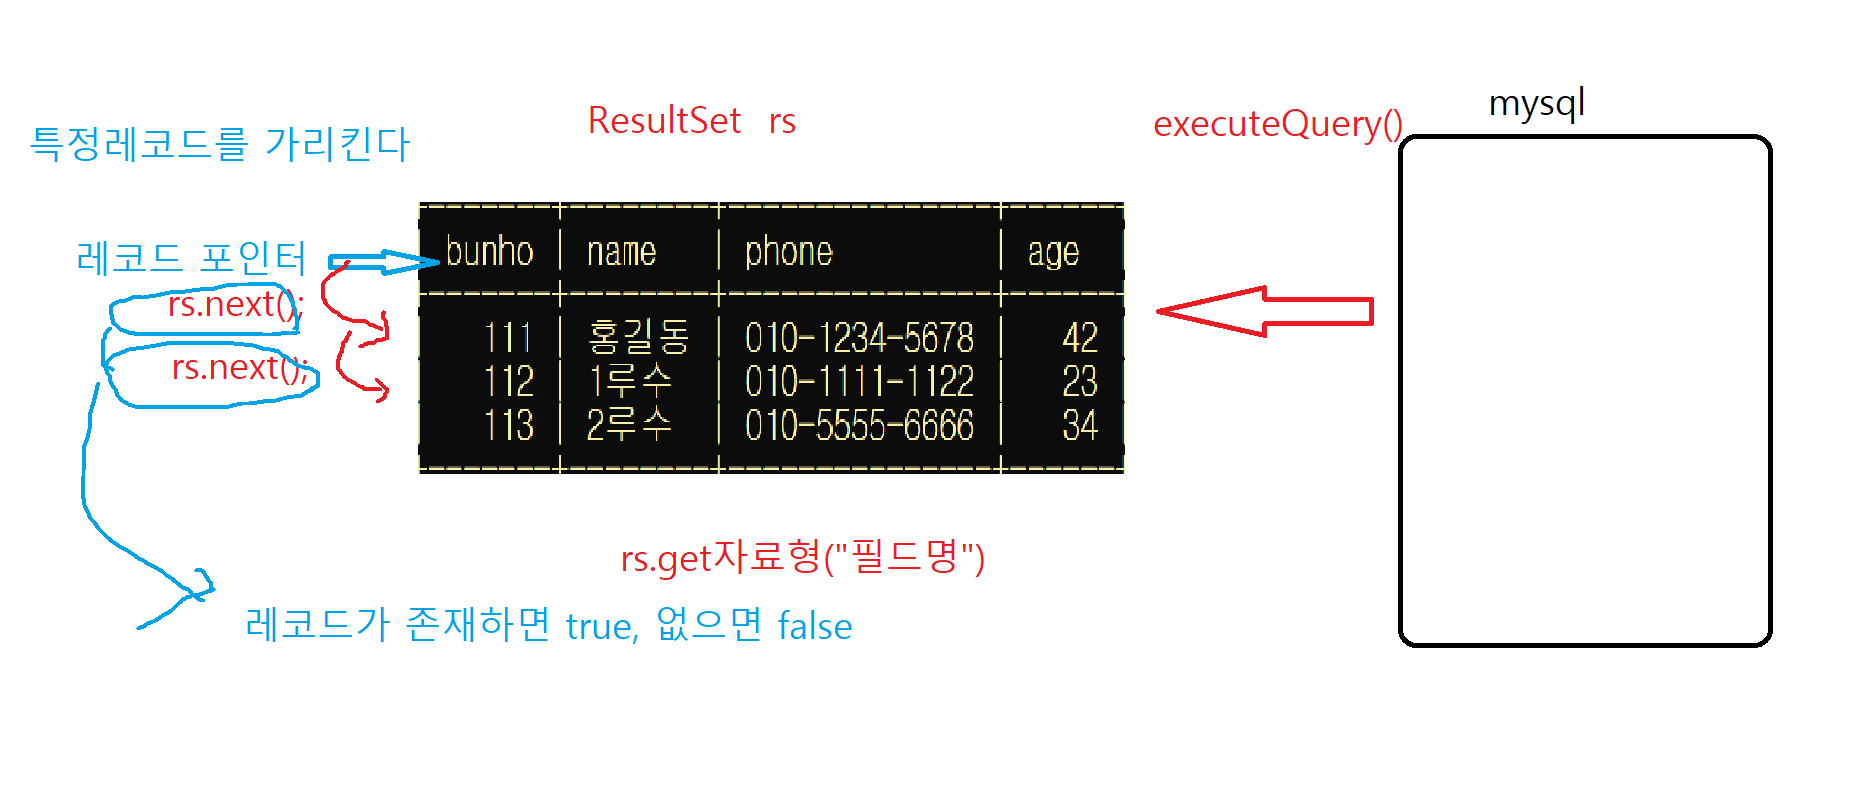 mysql
ResultSet rs
executeQuery()
특정레코드를 가리킨다
레코드 포인터
rs.next();
rs.next();
bunho name phone age
111 홍길동 010-1234-5678 42
112 1루수 010-1111-1122 23
113 2루수 010-5555-6666 34
rs.get자료형("필드명")
레코드가 존재하면 true, 없으면 false